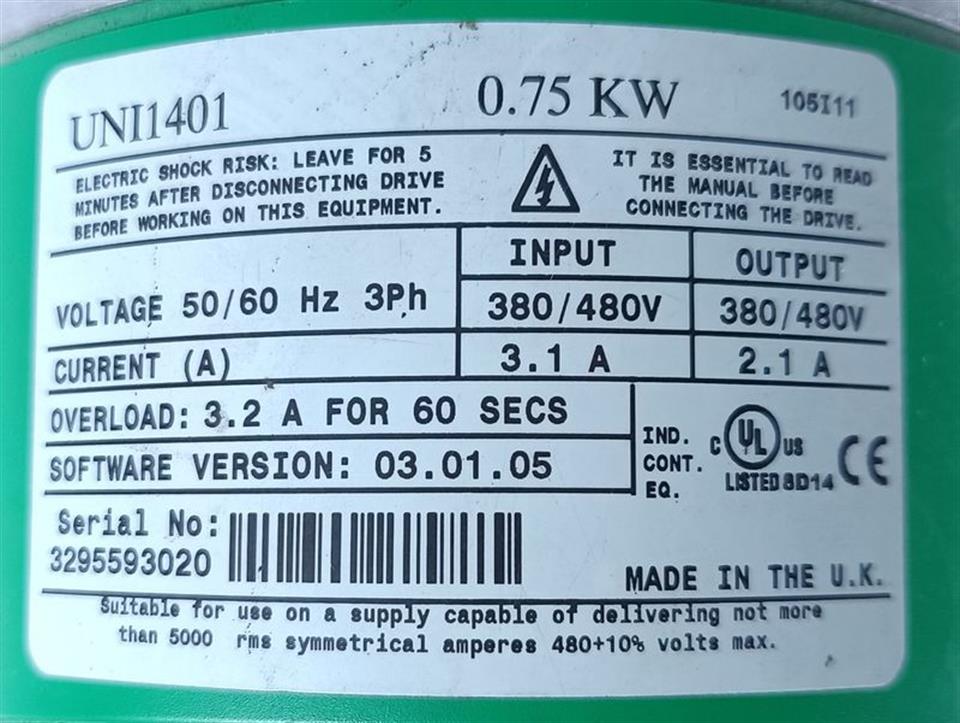 UNI1401 0.75 KW 105I11
ELECTRIC SHOCK RISK: LEAVE FOR 5
MINUTES AFTER DISCONNECTING DRIVE
BEFORE WORKING ON THIS EQUIPMENT.
IT IS ESSENTIAL TO READ
THE MANUAL BEFORE
CONNECTING THE DRIVE.
INPUT OUTPUT
VOLTAGE 50/60 Hz 3Ph 380/480V 380/480V
CURRENT (A) 3.1 A 2.1 A
OVERLOAD: 3.2 A FOR 60 SECS
SOFTWARE VERSION: 03.01.05
IND.
CONT.
EQ.
C UL US
LISTED 8D14
CE
Serial No:
3295593020
MADE IN THE U.K.
Suitable for use on a supply capable of delivering not more
than 5000 rms symmetrical amperes 480+10% volts max.